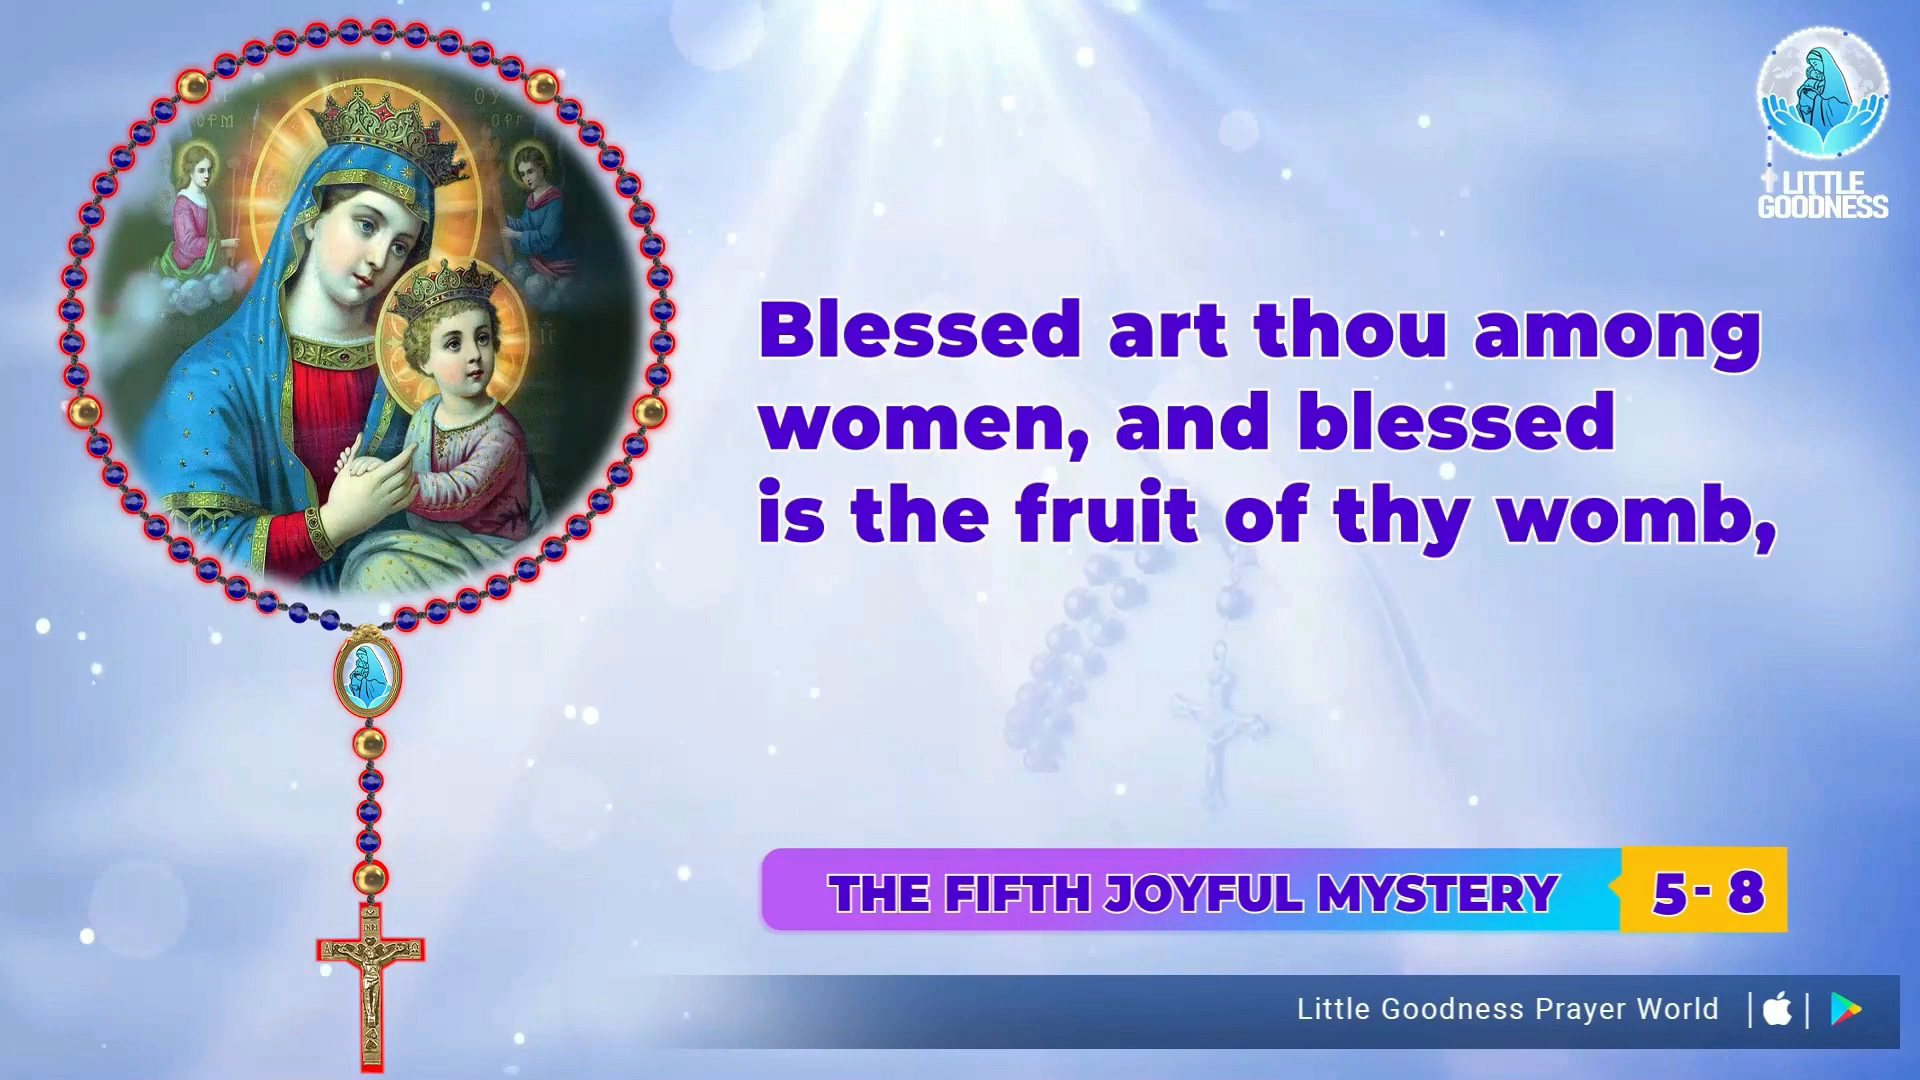 LITTLE
GOODNESS
Blessed art thou among
women, and blessed
is the fruit of thy womb,
THE FIFTH JOYFUL MYSTERY 5- 8
Little Goodness Prayer World
INRI